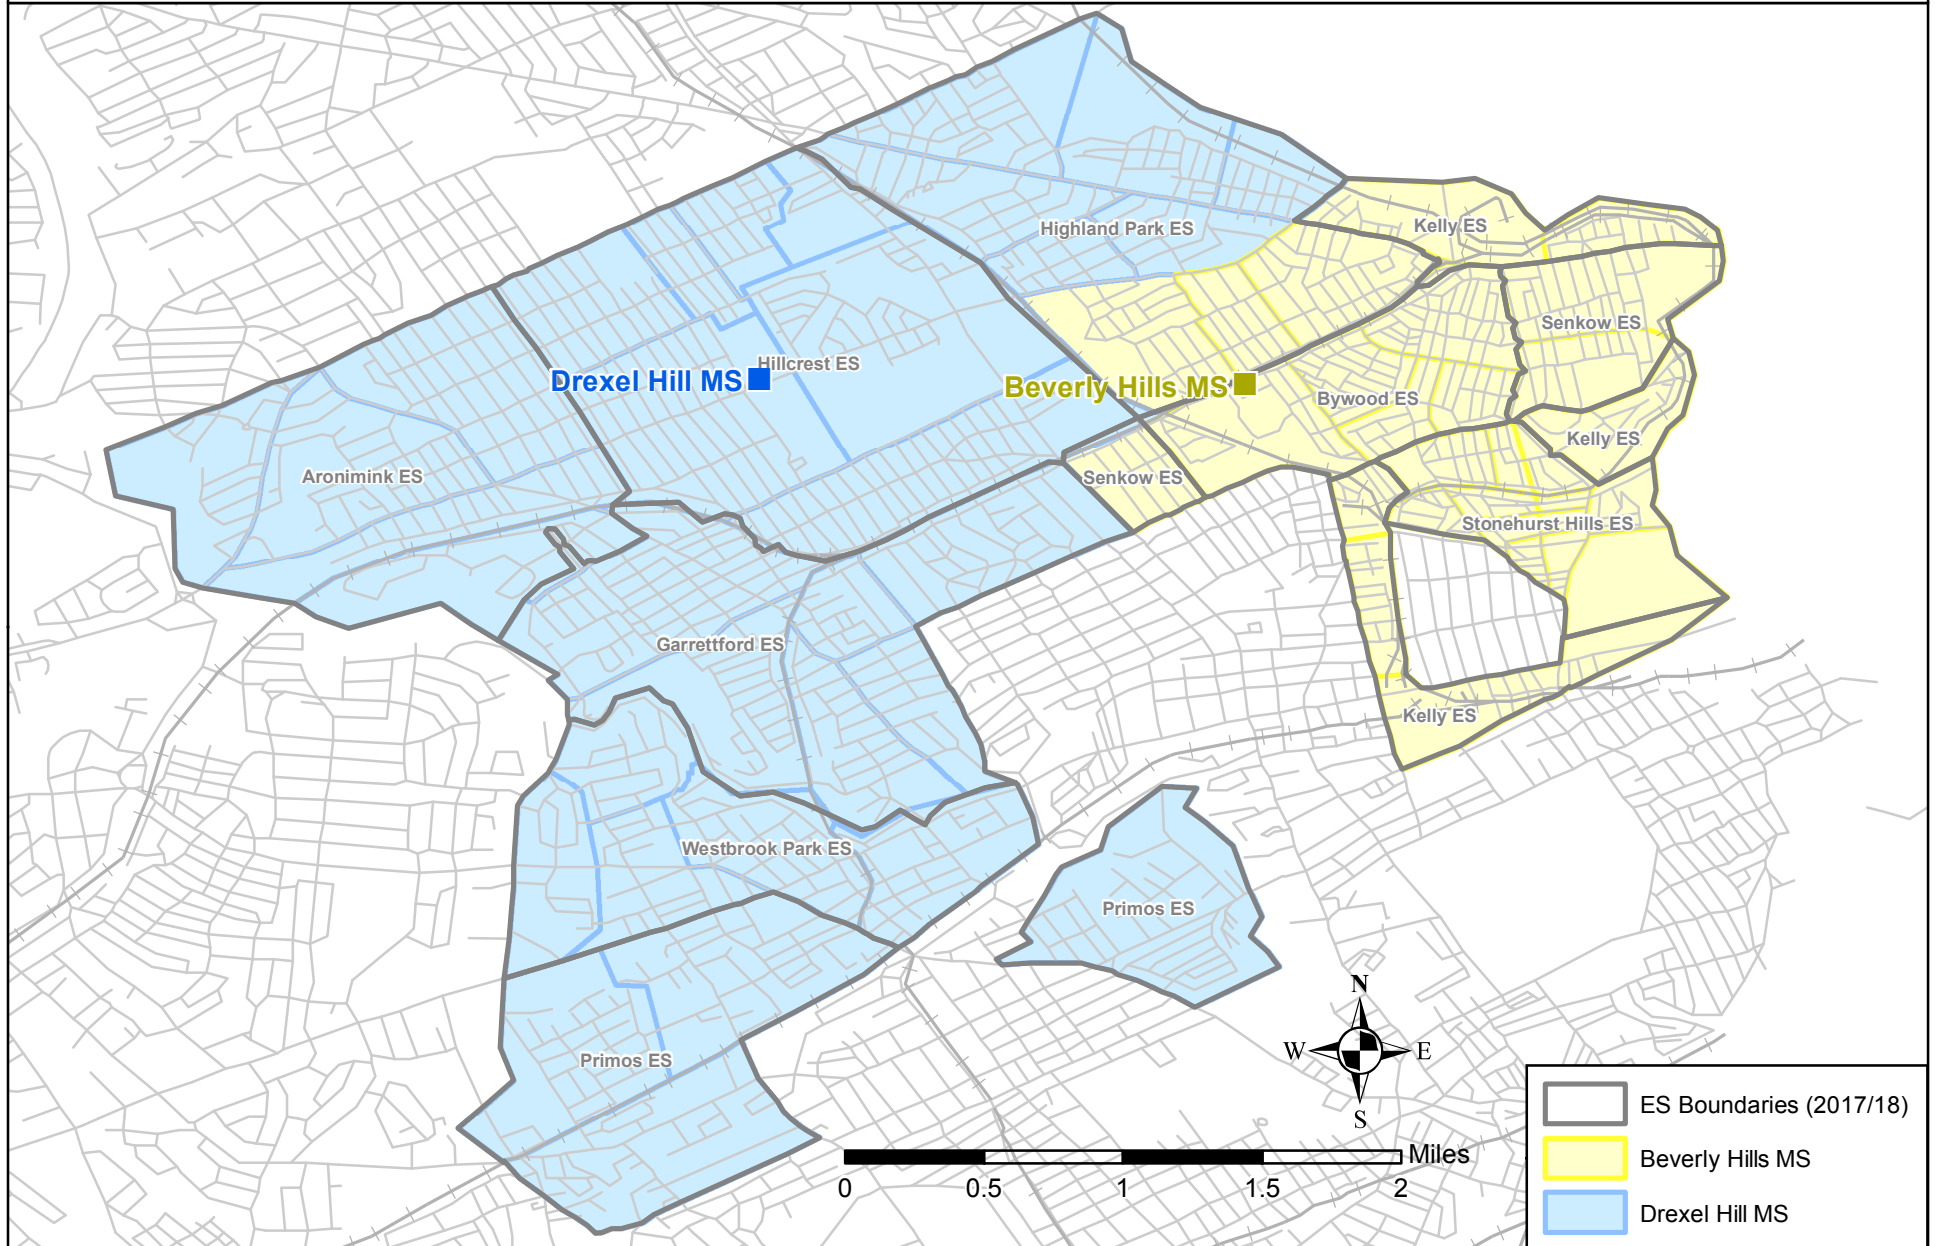 Highland Park ES
Kelly ES
Senkow ES
Hillcrest ES
Drexel Hill MS
Beverly Hills MS
Bywood ES
Kelly ES
Aronimink ES
Senkow ES
Stonehurst Hills ES
Garrettford ES
Kelly ES
Westbrook Park ES
Primos ES
Primos ES
N
W
E
S
Miles
0
0.5
1
1.5
2
ES Boundaries (2017/18)
Beverly Hills MS
Drexel Hill MS